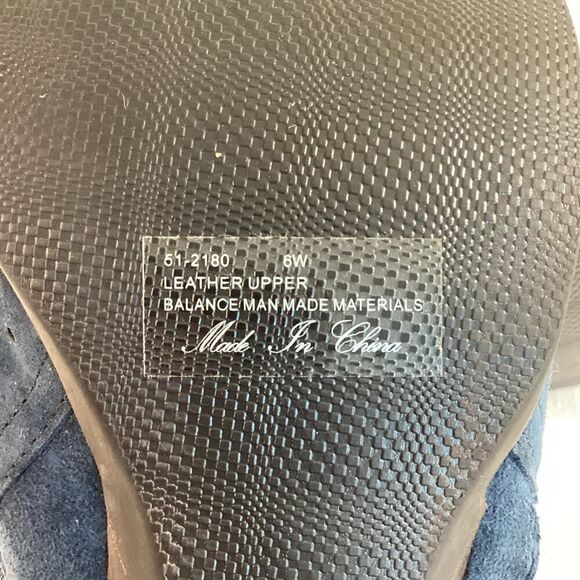 51-2180 6W
LEATHER UPPER
BALANCE MAN MADE MATERIALS
Made In China